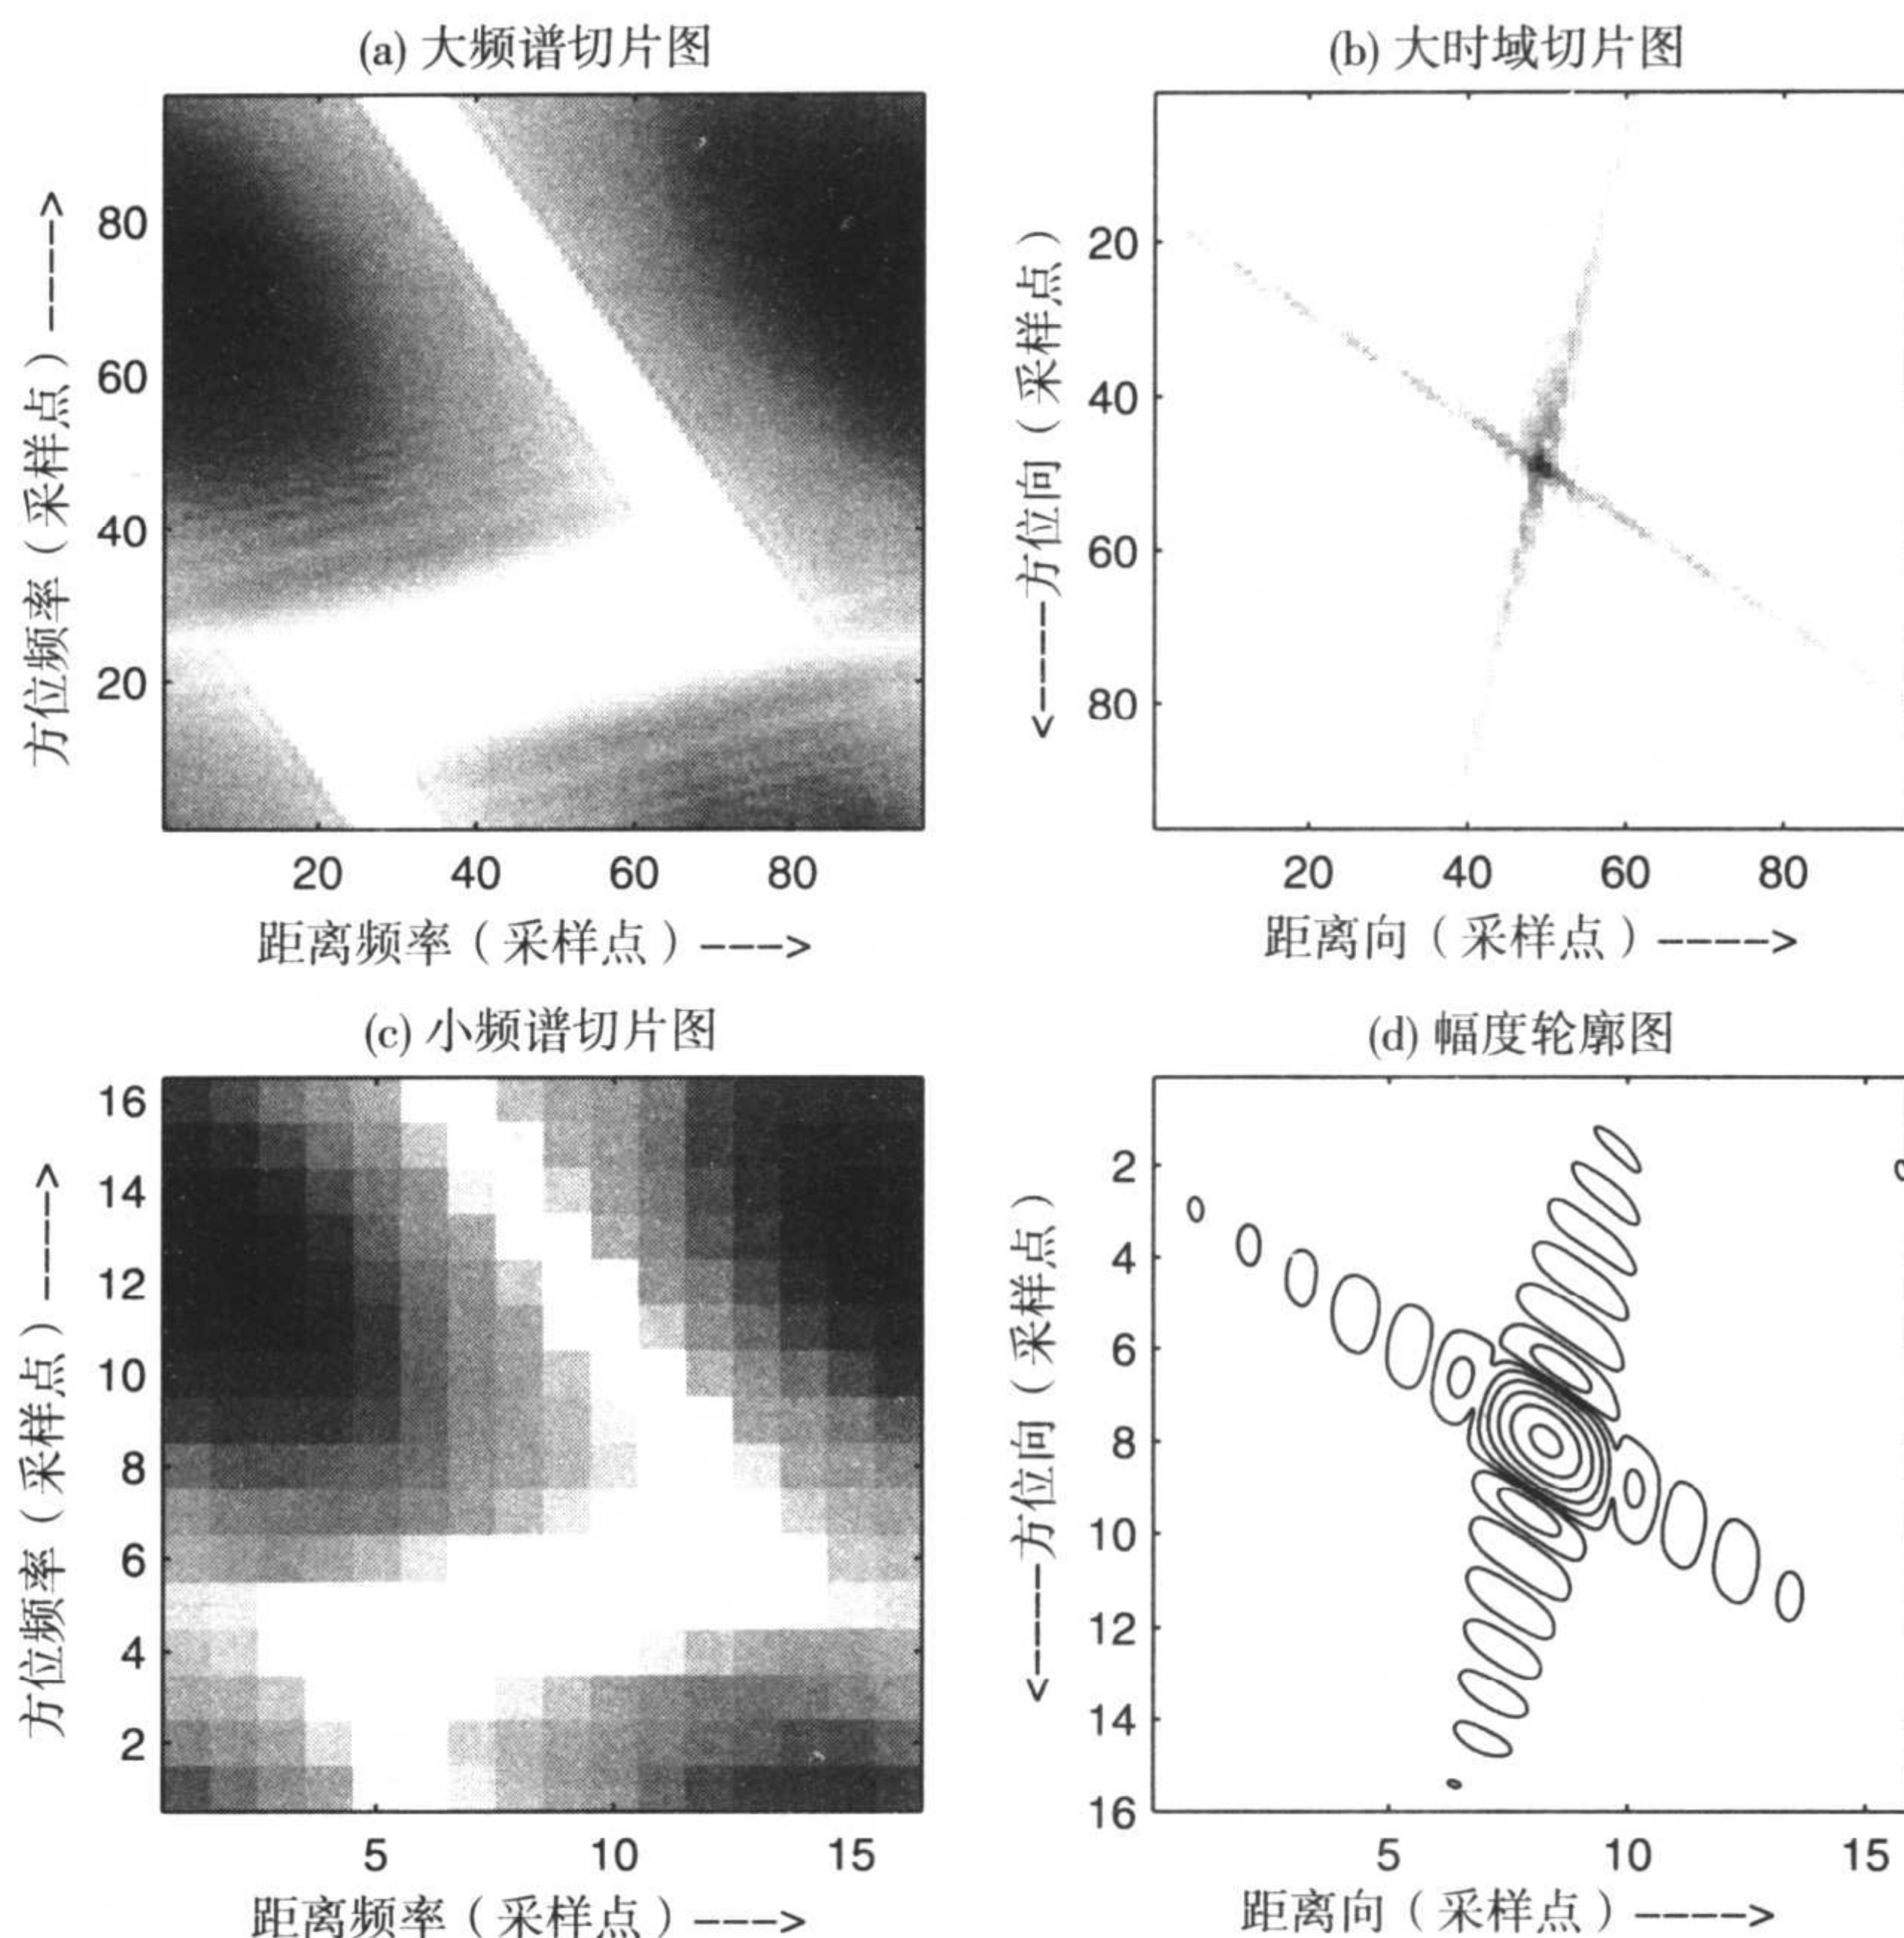 (a) 大频谱切片图
方位频率（采样点）----->
80
60
40
20
20 40 60 80
距离频率（采样点）--->
(b) 大时域切片图
<-----方位向（采样点）
20
40
60
80
20 40 60 80
距离向（采样点）---->
(c) 小频谱切片图
方位频率（采样点）---->
16
14
12
10
8
6
4
2
5 10 15
距离频率（采样点）--->
(d) 幅度轮廓图
<-----方位向（采样点）
2
4
6
8
10
12
14
16
5 10 15
距离向（采样点）---->